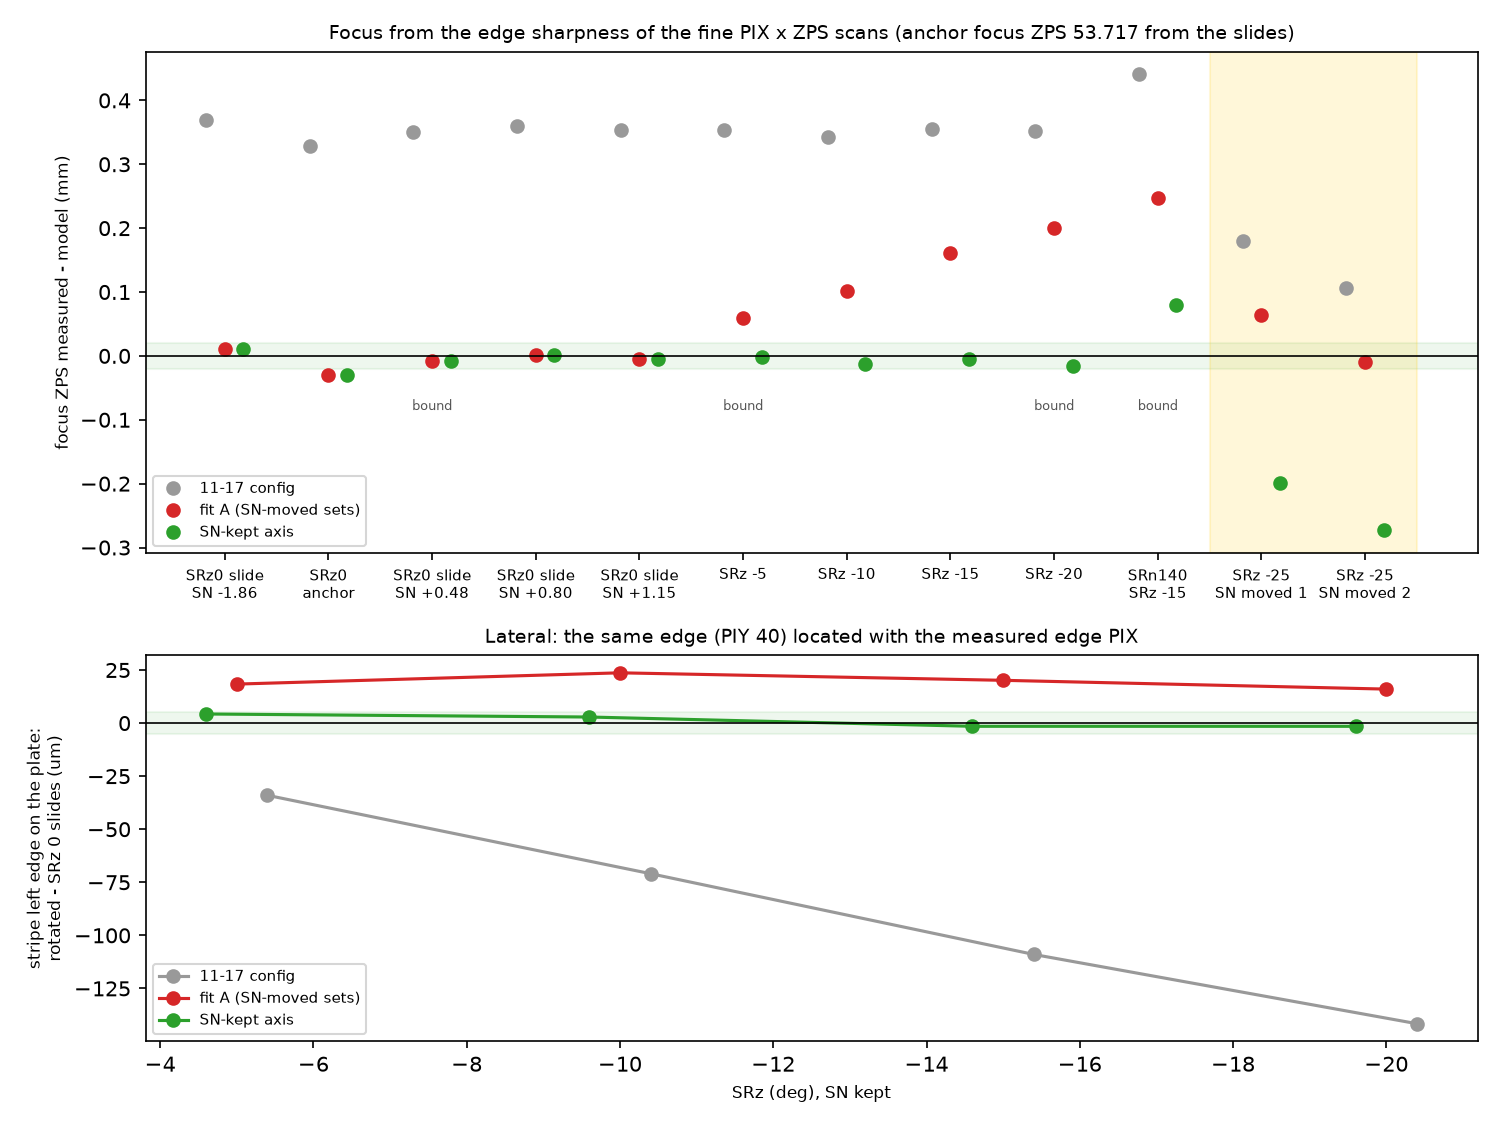 Focus from the edge sharpness of the fine PIX x ZPS scans (anchor focus ZPS 53.717 from the slides)
focus ZPS measured - model (mm)
0.4
0.3
0.2
0.1
0.0
−0.1
−0.2
−0.3
bound
bound
bound
bound
11-17 config
fit A (SN-moved sets)
SN-kept axis
SRz0 slide
SN -1.86
SRz0
anchor
SRz0 slide
SN +0.48
SRz0 slide
SN +0.80
SRz0 slide
SN +1.15
SRz -5
SRz -10
SRz -15
SRz -20
SRn140
SRz -15
SRz -25
SN moved 1
SRz -25
SN moved 2
Lateral: the same edge (PIY 40) located with the measured edge PIX
stripe left edge on the plate:
rotated - SRz 0 slides (um)
25
0
−25
−50
−75
−100
−125
11-17 config
fit A (SN-moved sets)
SN-kept axis
−4
−6
−8
−10
−12
−14
−16
−18
−20
SRz (deg), SN kept